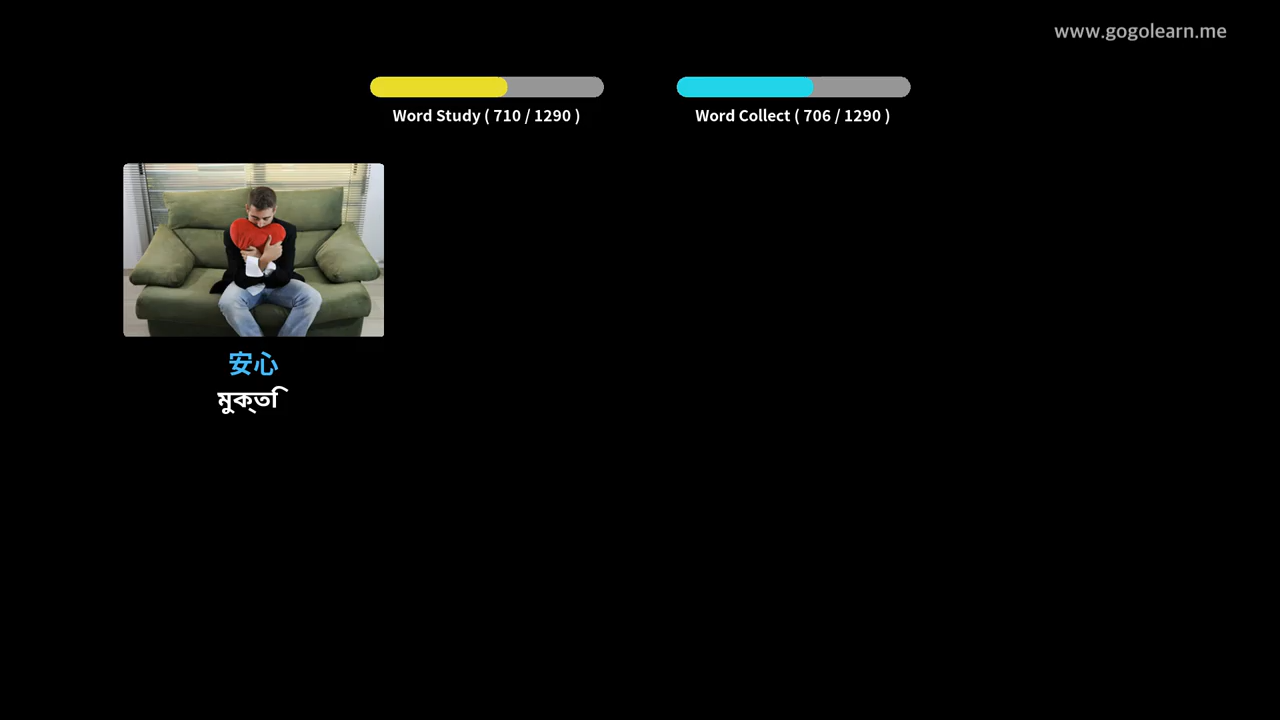 www.gogolearn.me
Word Study ( 710 / 1290 )
Word Collect ( 706 / 1290 )
安心
মুক্তি